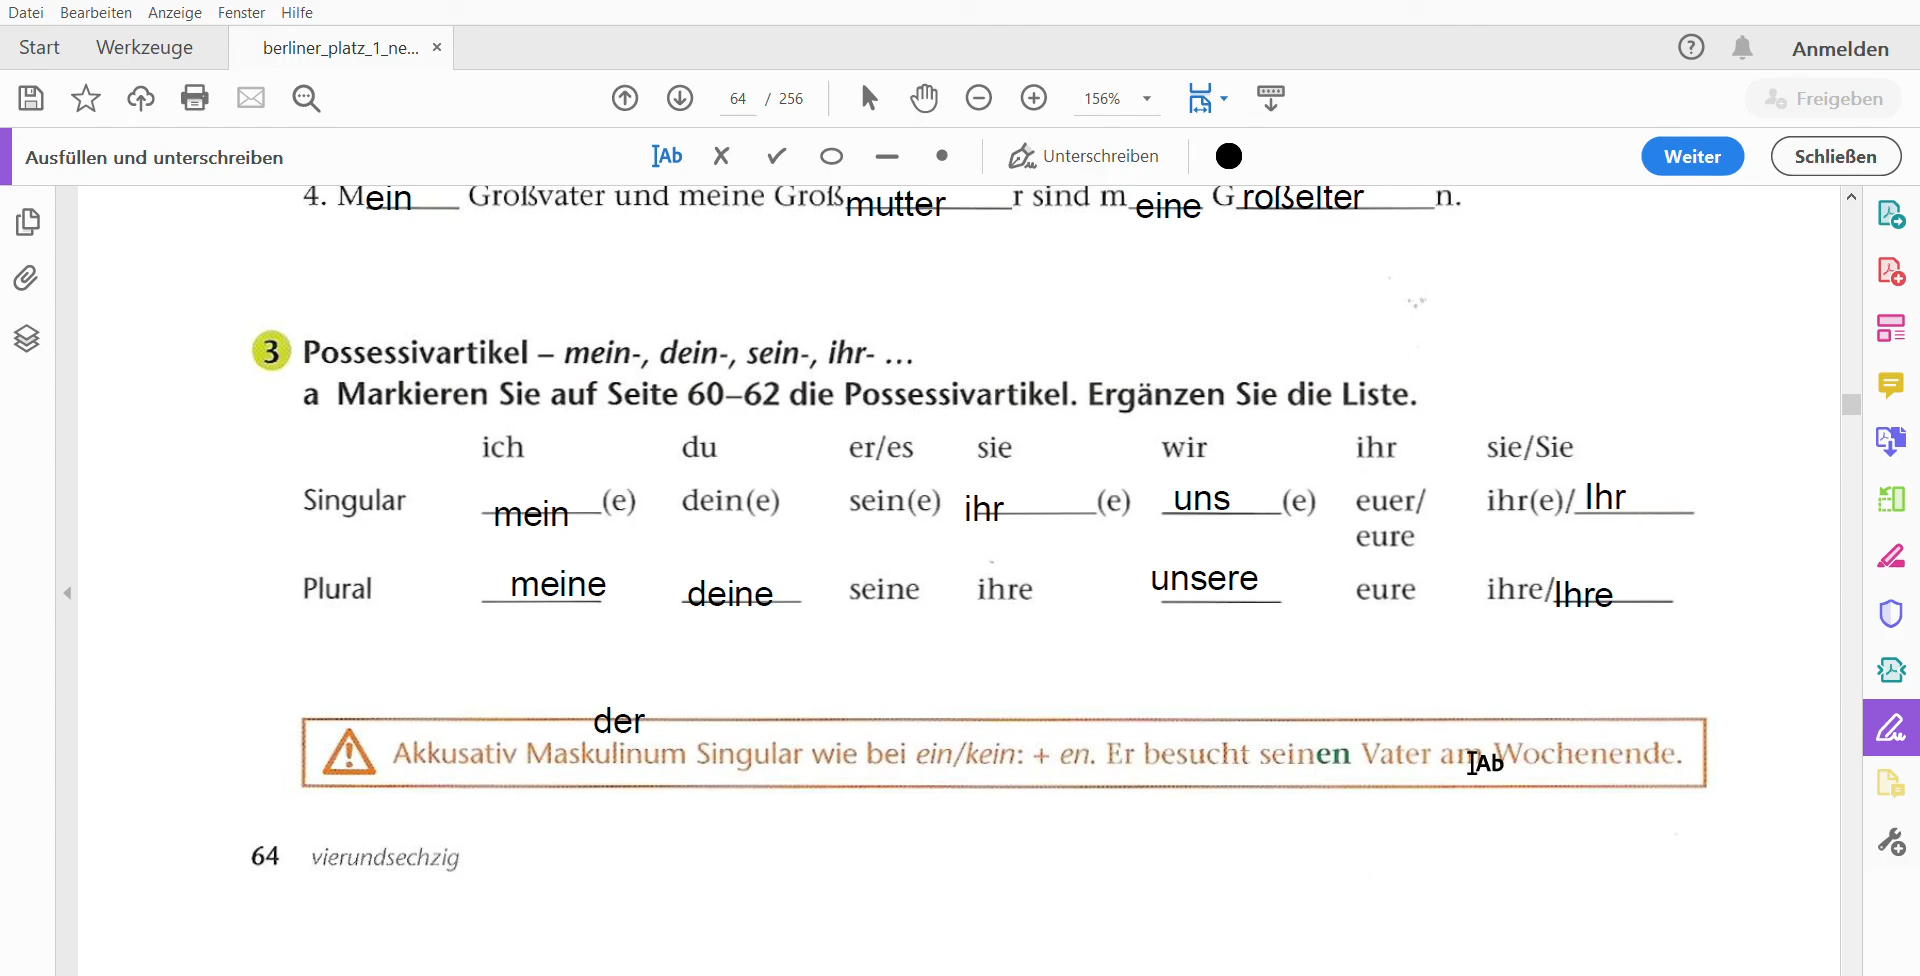 Datei Bearbeiten Anzeige Fenster Hilfe
Start Werkzeuge berliner_platz_1_ne... × Anmelden
64 / 256 156% Freigeben
Ausfüllen und unterschreiben Ab Unterschreiben Weiter Schließen
4. Mein___ Großvater und meine Großmutter____r sind m_eine G_roßelter____n.
3 Possessivartikel – mein-, dein-, sein-, ihr- ...
a Markieren Sie auf Seite 60–62 die Possessivartikel. Ergänzen Sie die Liste.
ich du er/es sie wir ihr sie/Sie
Singular mein (e) dein(e) sein(e) ihr (e) uns (e) euer/ ihr(e)/ Ihr
eure
Plural meine deine seine ihre unsere eure ihre/Ihre
der
Akkusativ Maskulinum Singular wie bei ein/kein: + en. Er besucht seinen Vater am Wochenende.
Ab
64 vierundsechzig